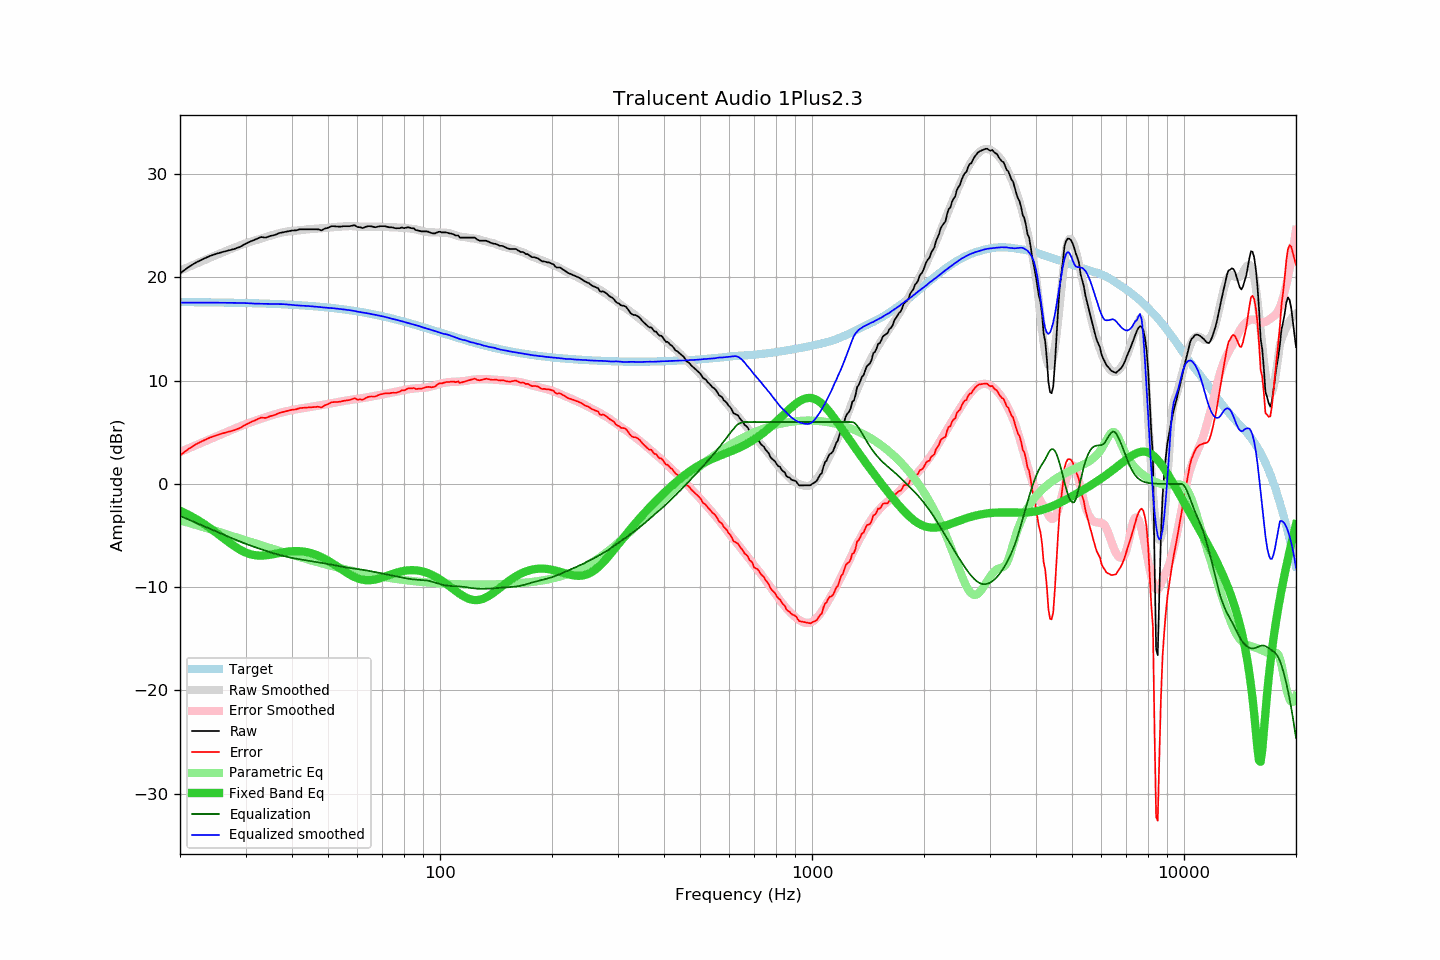 Tralucent Audio 1Plus2.3
30
20
10
0
−10
−20
−30
Amplitude (dBr)
100
1000
10000
Frequency (Hz)
Target
Raw Smoothed
Error Smoothed
Raw
Error
Parametric Eq
Fixed Band Eq
Equalization
Equalized smoothed